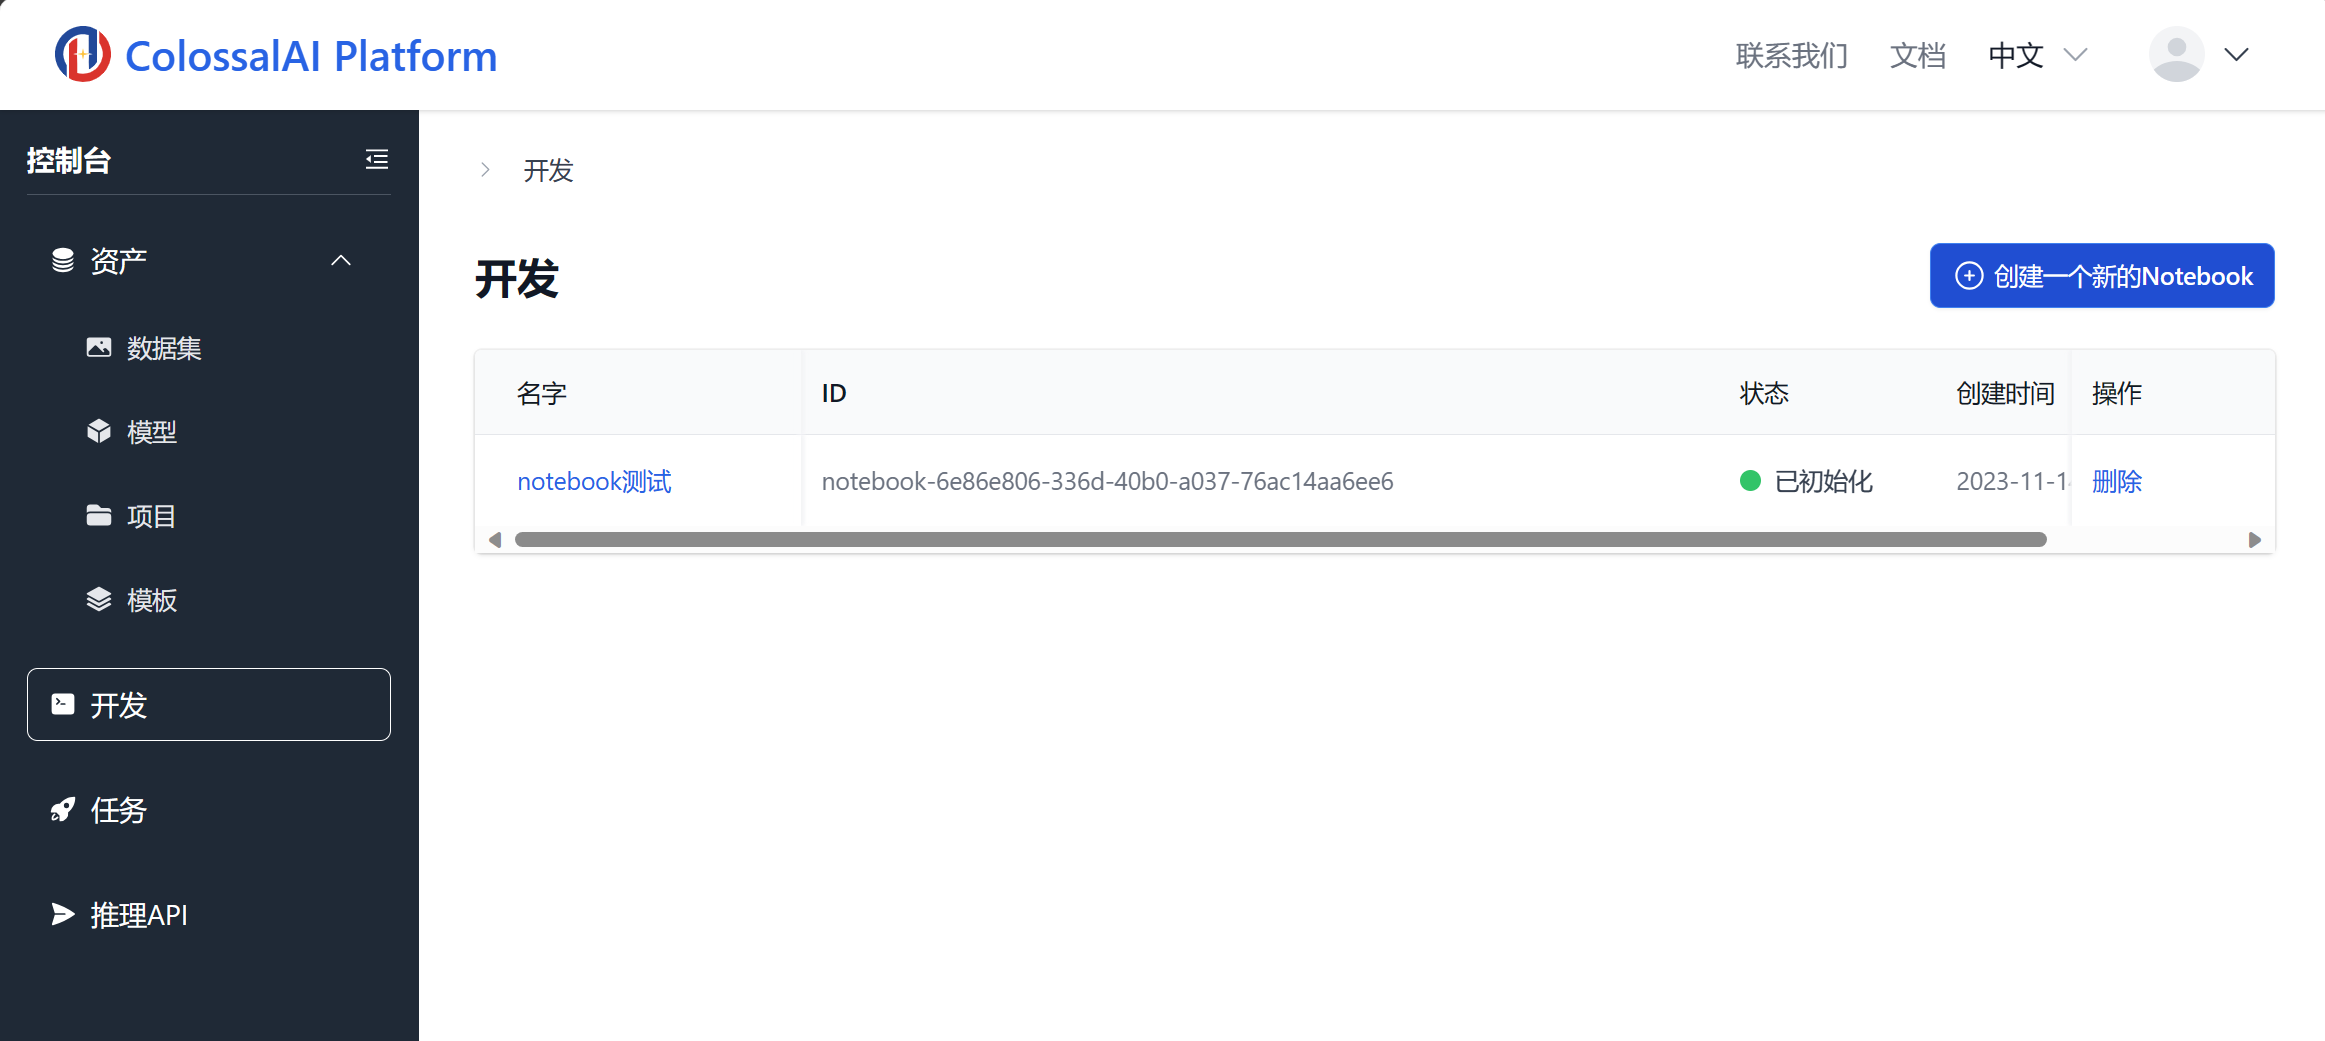 ColossalAI Platform
联系我们 文档 中文
控制台
资产
数据集
模型
项目
模板
开发
任务
推理API
开发
开发
创建一个新的Notebook
名字 ID 状态 创建时间 操作
notebook测试 notebook-6e86e806-336d-40b0-a037-76ac14aa6ee6 已初始化 2023-11-1 删除